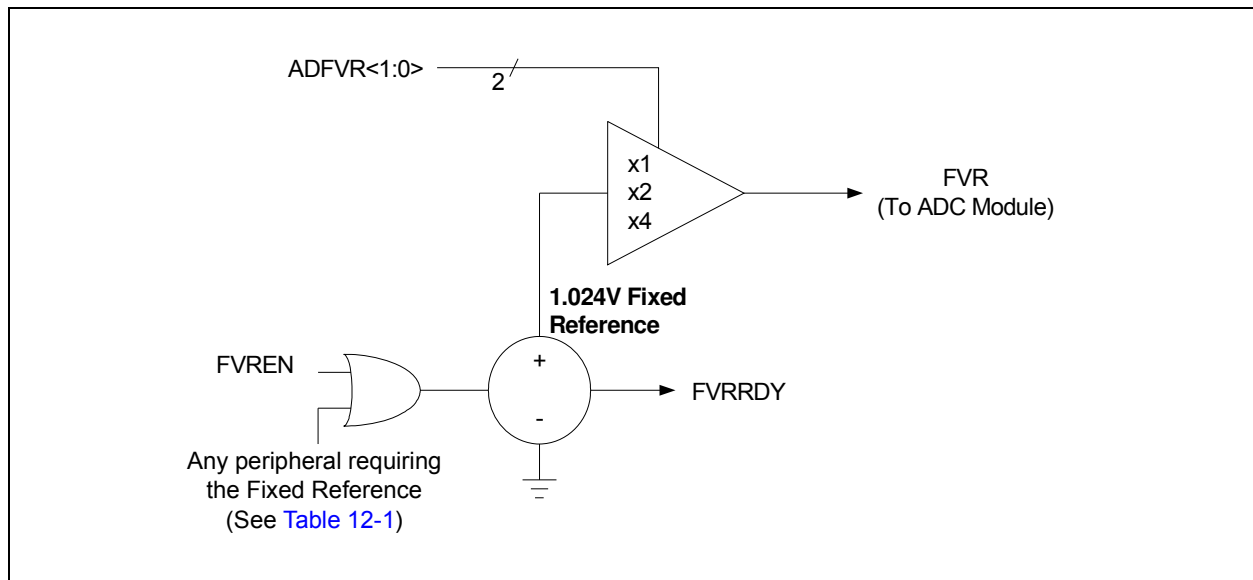 ADFVR<1:0>
2
x1
x2
x4
FVR
(To ADC Module)
1.024V Fixed
Reference
FVREN
+
-
FVRRDY
Any peripheral requiring
the Fixed Reference
(See Table 12-1)